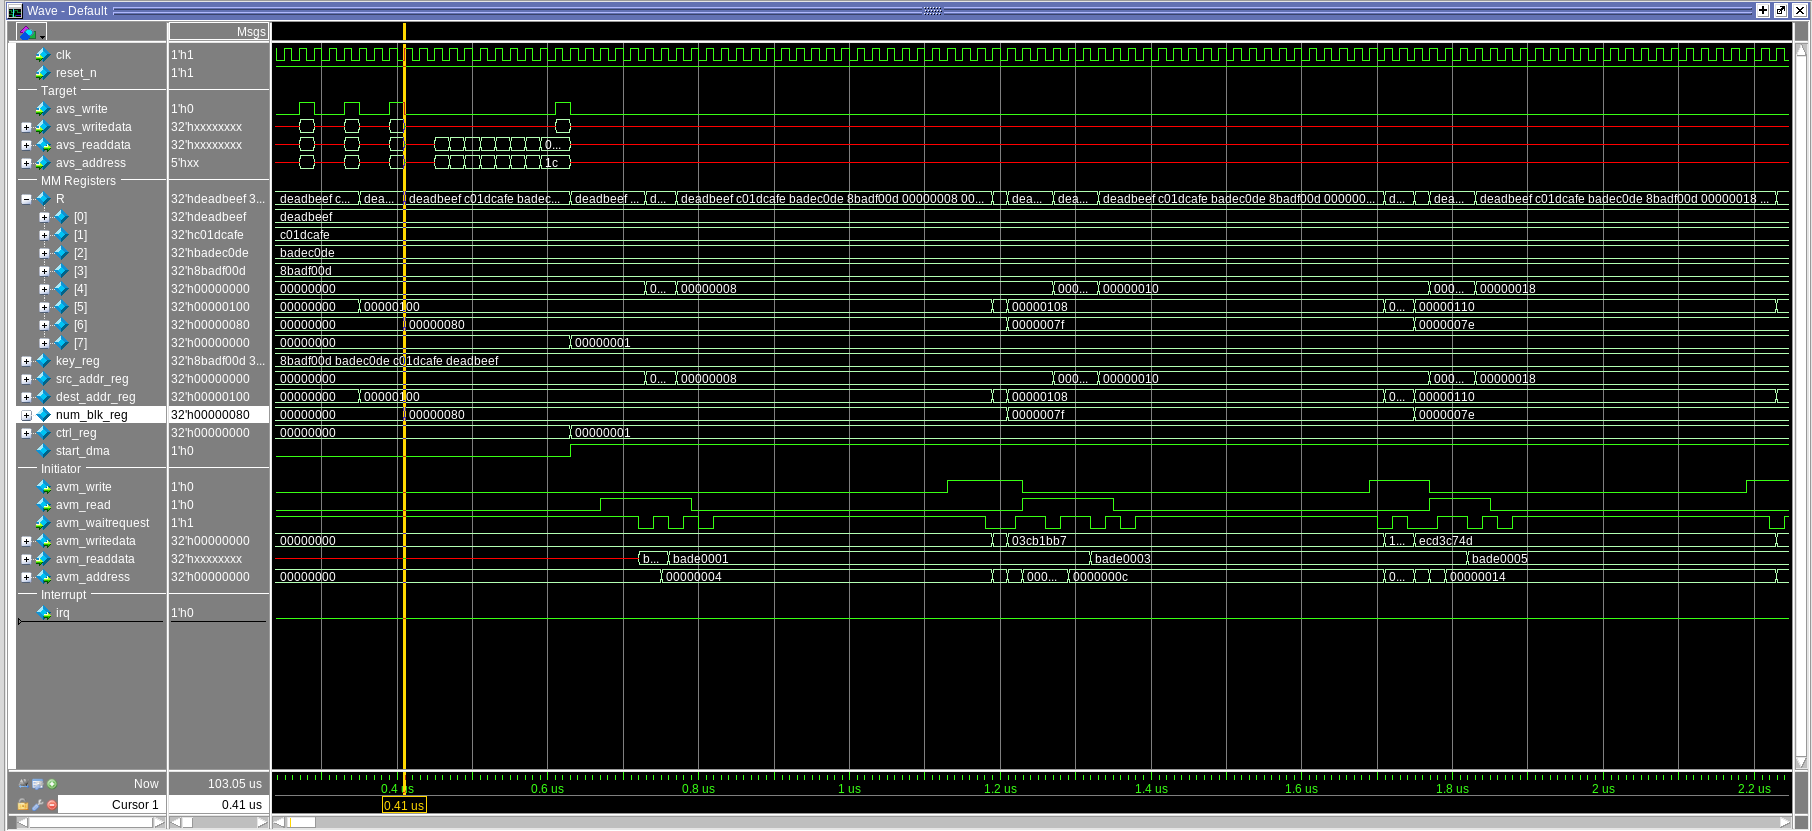 Wave - Default
Msgs
clk 1'h1
reset_n 1'h1
Target
avs_write 1'h0
avs_writedata 32'hxxxxxxxx
avs_readdata 32'hxxxxxxxx 0...
avs_address 5'hxx 1c
MM Registers
R 32'hdeadbeef 3... deadbeef c... dea... deadbeef c01dcafe badec... deadbeef ... d... deadbeef c01dcafe badec0de 8badf00d 00000008 00... dea... dea... deadbeef c01dcafe badec0de 8badf00d 000000... d... dea... deadbeef c01dcafe badec0de 8badf00d 00000018 ...
[0] 32'hdeadbeef deadbeef
[1] 32'hc01dcafe c01dcafe
[2] 32'hbadec0de badec0de
[3] 32'h8badf00d 8badf00d
[4] 32'h00000000 00000000 0... 00000008 000... 00000010 000... 00000018
[5] 32'h00000100 00000000 00000100 00000108 0... 00000110
[6] 32'h00000080 00000000 00000080 0000007f 0000007e
[7] 32'h00000000 00000000 00000001
key_reg 32'h8badf00d 3... 8badf00d badec0de c01dcafe deadbeef
src_addr_reg 32'h00000000 00000000 0... 00000008 000... 00000010 000... 00000018
dest_addr_reg 32'h00000100 00000000 00000100 00000108 0... 00000110
num_blk_reg 32'h00000080 00000000 00000080 0000007f 0000007e
ctrl_reg 32'h00000000 00000000 00000001
start_dma 1'h0
Initiator
avm_write 1'h0
avm_read 1'h0
avm_waitrequest 1'h1
avm_writedata 32'h00000000 00000000 03cb1bb7 1... ecd3c74d
avm_readdata 32'hxxxxxxxx b... bade0001 bade0003 bade0005
avm_address 32'h00000000 00000000 00000004 000... 0000000c 0... 00000014
Interrupt
irq 1'h0
Now 103.05 us 0.4 us 0.6 us 0.8 us 1 us 1.2 us 1.4 us 1.6 us 1.8 us 2 us 2.2 us
Cursor 1 0.41 us 0.41 us